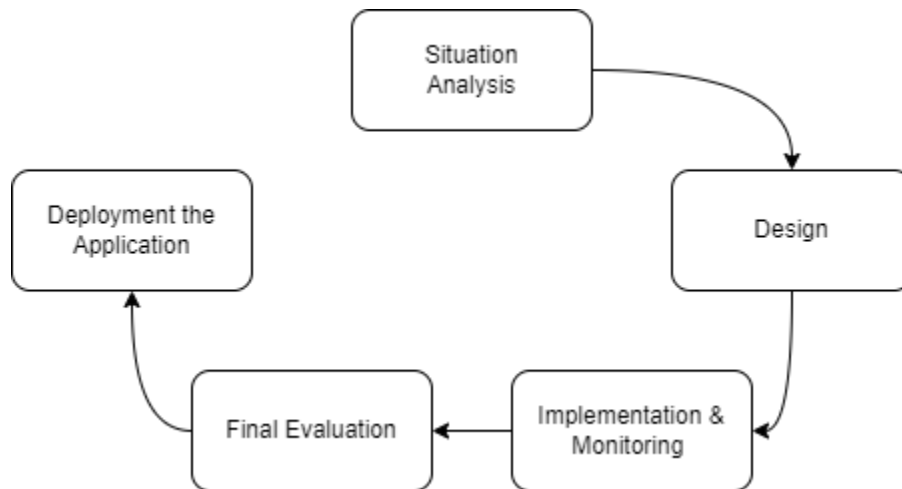 Situation
Analysis
Deployment the
Application
Design
Final Evaluation
Implementation &
Monitoring